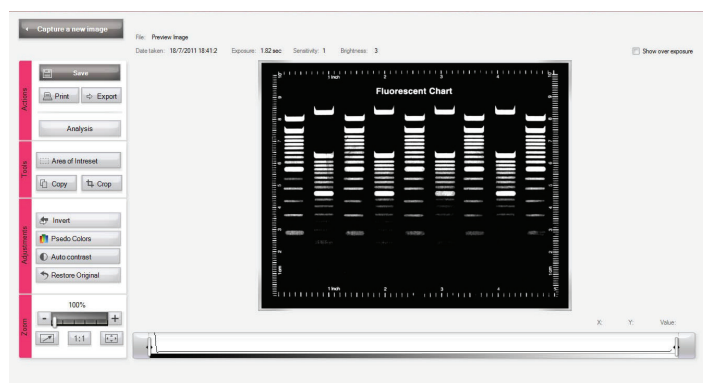 Capture a new image
File: Preview Image
Date taken: 18/7/2011 18:41:2 Exposure: 1.82 sec Sensitivity: 1 Brightness: 3
Show over exposure
Actions
Save
Print
Export
Analysis
Tools
Area of Intreset
Copy
Crop
Adjustments
Invert
Psedo Colors
Auto contrast
Restore Original
Zoom
100%
- +
1:1
1 Inch 2 3 4
Fluorescent Chart
1 Inch 2 3 4
X: Y: Value: